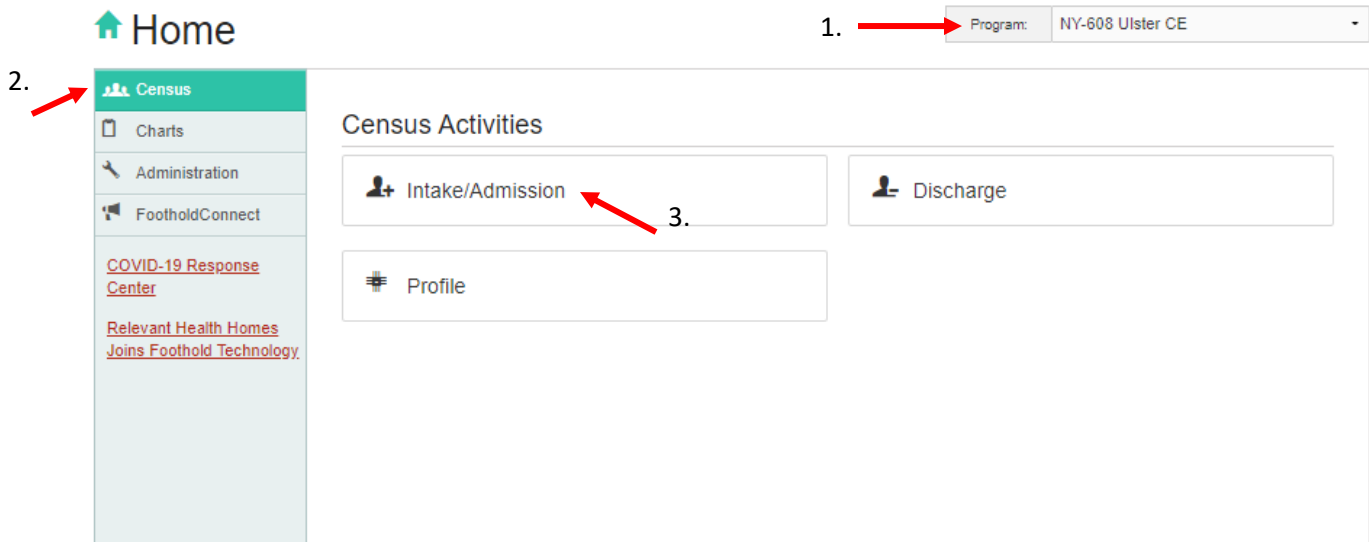 Home
1.
Program: NY-608 Ulster CE
2.
Census
Charts
Administration
FootholdConnect
COVID-19 Response
Center
Relevant Health Homes
Joins Foothold Technology
Census Activities
Intake/Admission
3.
Discharge
Profile